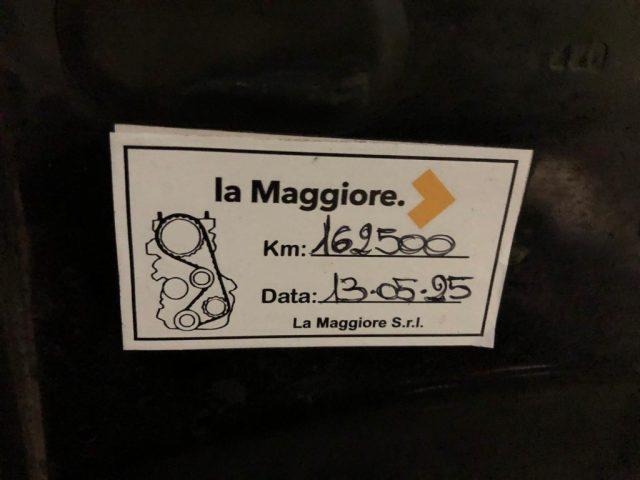 la Maggiore.
Km: 162500
Data: 13.05.25
La Maggiore S.r.l.